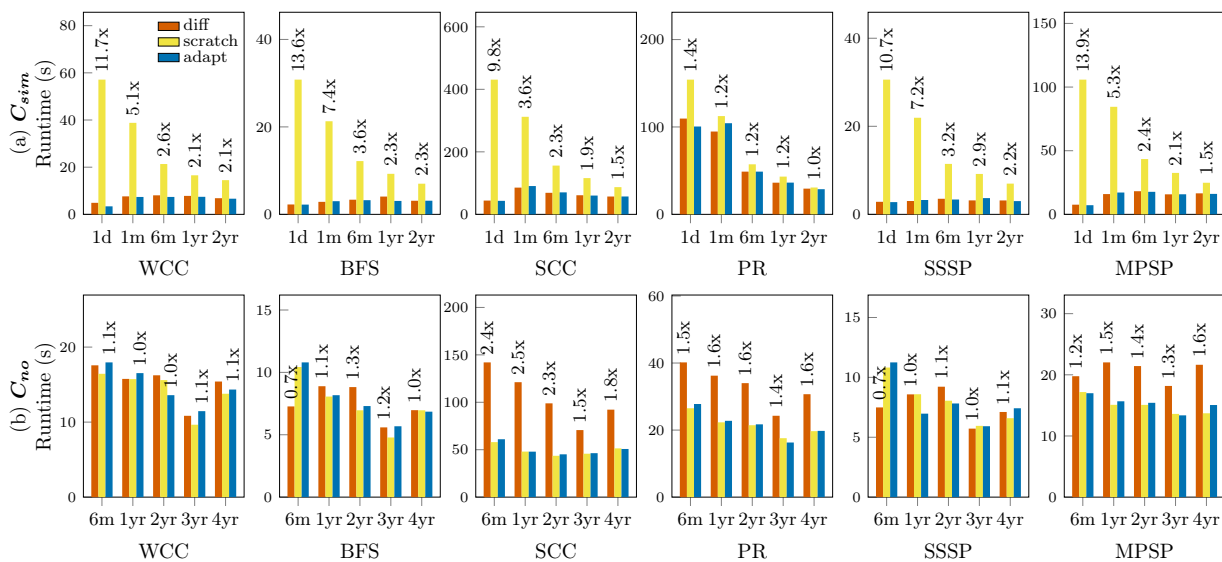 (a) C_sim
Runtime (s)
0
20
40
60
80
diff
scratch
adapt
11.7x
5.1x
2.6x
2.1x
2.1x
1d 1m 6m 1yr 2yr
WCC
0
20
40
13.6x
7.4x
3.6x
2.3x
2.3x
1d 1m 6m 1yr 2yr
BFS
0
200
400
600
9.8x
3.6x
2.3x
1.9x
1.5x
1d 1m 6m 1yr 2yr
SCC
0
100
200
1.4x
1.2x
1.2x
1.2x
1.0x
1d 1m 6m 1yr 2yr
PR
0
20
40
10.7x
7.2x
3.2x
2.9x
2.2x
1d 1m 6m 1yr 2yr
SSSP
0
50
100
150
13.9x
5.3x
2.4x
2.1x
1.5x
1d 1m 6m 1yr 2yr
MPSP
(b) C_no
Runtime (s)
0
10
20
1.1x
1.0x
1.0x
1.1x
1.1x
6m 1yr 2yr 3yr 4yr
WCC
0
5
10
15
0.7x
1.1x
1.3x
1.2x
1.0x
6m 1yr 2yr 3yr 4yr
BFS
0
50
100
150
200
2.4x
2.5x
2.3x
1.5x
1.8x
6m 1yr 2yr 3yr 4yr
SCC
0
20
40
60
1.5x
1.6x
1.6x
1.4x
1.6x
6m 1yr 2yr 3yr 4yr
PR
0
5
10
15
0.7x
1.0x
1.1x
1.0x
1.1x
6m 1yr 2yr 3yr 4yr
SSSP
0
10
20
30
1.2x
1.5x
1.4x
1.3x
1.6x
6m 1yr 2yr 3yr 4yr
MPSP